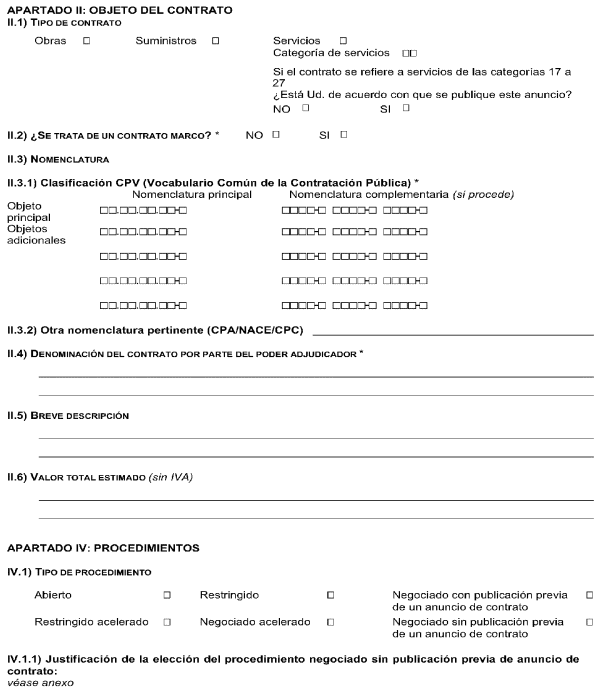 APARTADO II: OBJETO DEL CONTRATO
II.1) TIPO DE CONTRATO
Obras □ Suministros □ Servicios □
Categoría de servicios □□
Si el contrato se refiere a servicios de las categorías 17 a
27
¿Está Ud. de acuerdo con que se publique este anuncio?
NO □ SI □
II.2) ¿SE TRATA DE UN CONTRATO MARCO? * NO □ SI □
II.3) NOMENCLATURA
II.3.1) Clasificación CPV (Vocabulario Común de la Contratación Pública) *
Nomenclatura principal Nomenclatura complementaria (si procede)
Objeto
principal □□.□□.□□.□□-□ □□□□-□ □□□□-□ □□□□-□
Objetos
adicionales □□.□□.□□.□□-□ □□□□-□ □□□□-□ □□□□-□
□□.□□.□□.□□-□ □□□□-□ □□□□-□ □□□□-□
□□.□□.□□.□□-□ □□□□-□ □□□□-□ □□□□-□
□□.□□.□□.□□-□ □□□□-□ □□□□-□ □□□□-□
II.3.2) Otra nomenclatura pertinente (CPA/NACE/CPC)
II.4) DENOMINACIÓN DEL CONTRATO POR PARTE DEL PODER ADJUDICADOR *
II.5) BREVE DESCRIPCIÓN
II.6) VALOR TOTAL ESTIMADO (sin IVA)
APARTADO IV: PROCEDIMIENTOS
IV.1) TIPO DE PROCEDIMIENTO
Abierto □ Restringido □ Negociado con publicación previa □
de un anuncio de contrato
Restringido acelerado □ Negociado acelerado □ Negociado sin publicación previa □
de un anuncio de contrato
IV.1.1) Justificación de la elección del procedimiento negociado sin publicación previa de anuncio de
contrato:
véase anexo